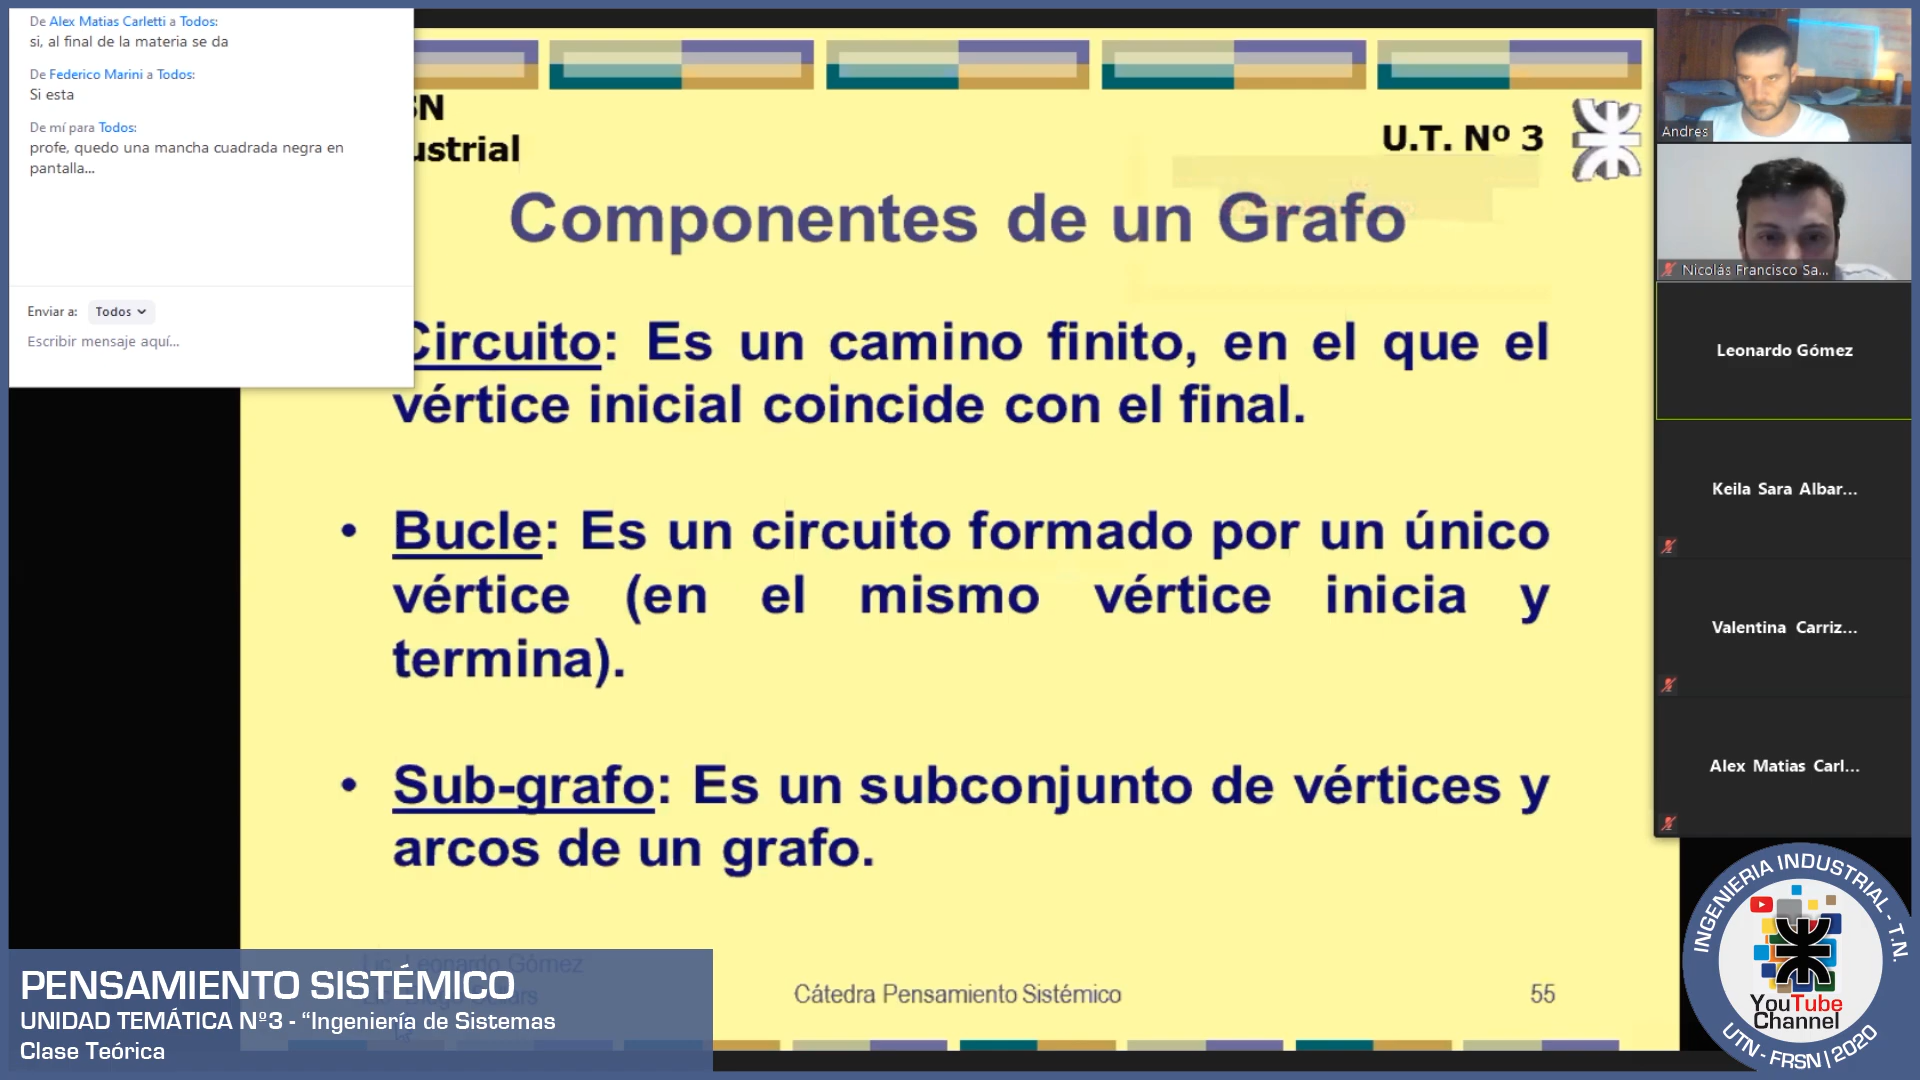 De Alex Matias Carletti a Todos:
si, al final de la materia se da
De Federico Marini a Todos:
Si esta
De mí para Todos:
profe, quedo una mancha cuadrada negra en
pantalla...
Enviar a: Todos
Escribir mensaje aquí...
U.T. Nº 3
Componentes de un Grafo
Circuito: Es un camino finito, en el que el
vértice inicial coincide con el final.
• Bucle: Es un circuito formado por un único
vértice (en el mismo vértice inicia y
termina).
• Sub-grafo: Es un subconjunto de vértices y
arcos de un grafo.
Lic. Leonardo Gómez
Cátedra Pensamiento Sistémico
55
Andres
Nicolás Francisco Sa...
Leonardo Gómez
Keila Sara Albar...
Valentina Carriz...
Alex Matias Carl...
PENSAMIENTO SISTÉMICO
UNIDAD TEMÁTICA Nº3 - “Ingeniería de Sistemas
Clase Teórica
INGENIERIA INDUSTRIAL - T.N.
YouTube
Channel
UTN - FRSN | 2020